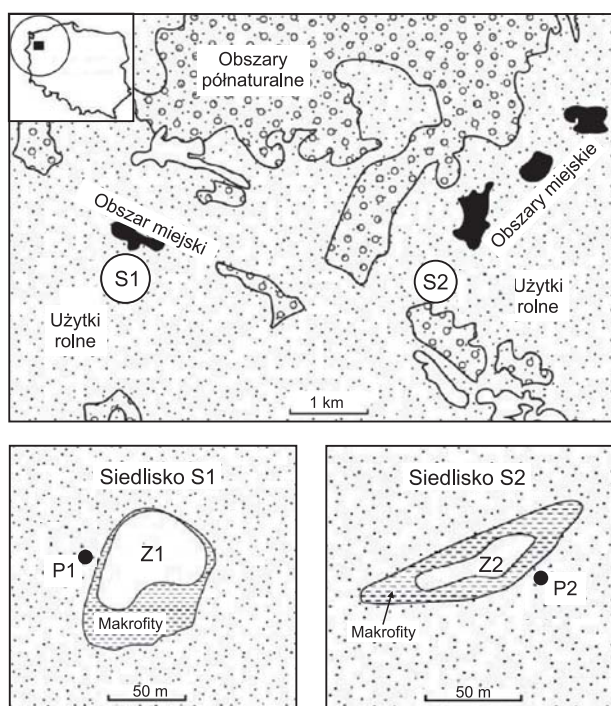 Obszary
półnaturalne
Obszar miejski
Obszary miejskie
S1
S2
Użytki
rolne
Użytki
rolne
1 km
Siedlisko S1
Z1
P1
Makrofity
50 m
Siedlisko S2
Z2
P2
Makrofity
50 m